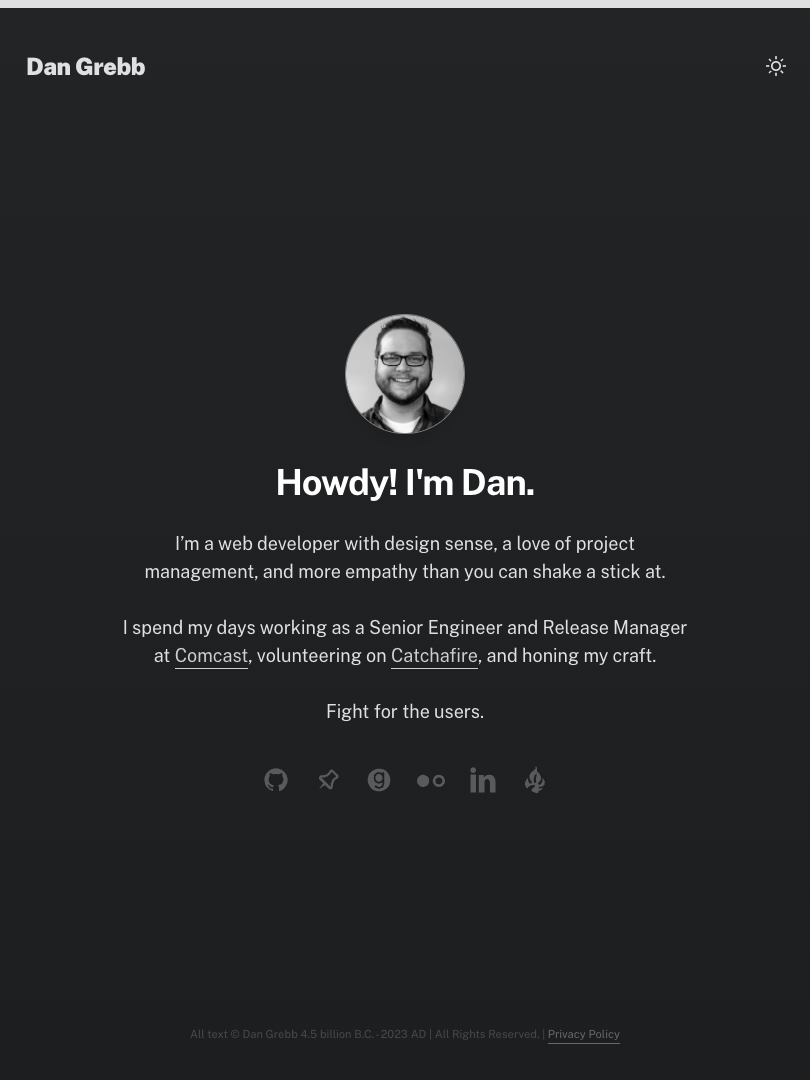 Dan Grebb
Howdy! I'm Dan.
I’m a web developer with design sense, a love of project
management, and more empathy than you can shake a stick at.
I spend my days working as a Senior Engineer and Release Manager
at Comcast, volunteering on Catchafire, and honing my craft.
Fight for the users.
All text © Dan Grebb 4.5 billion B.C. - 2023 AD | All Rights Reserved. | Privacy Policy